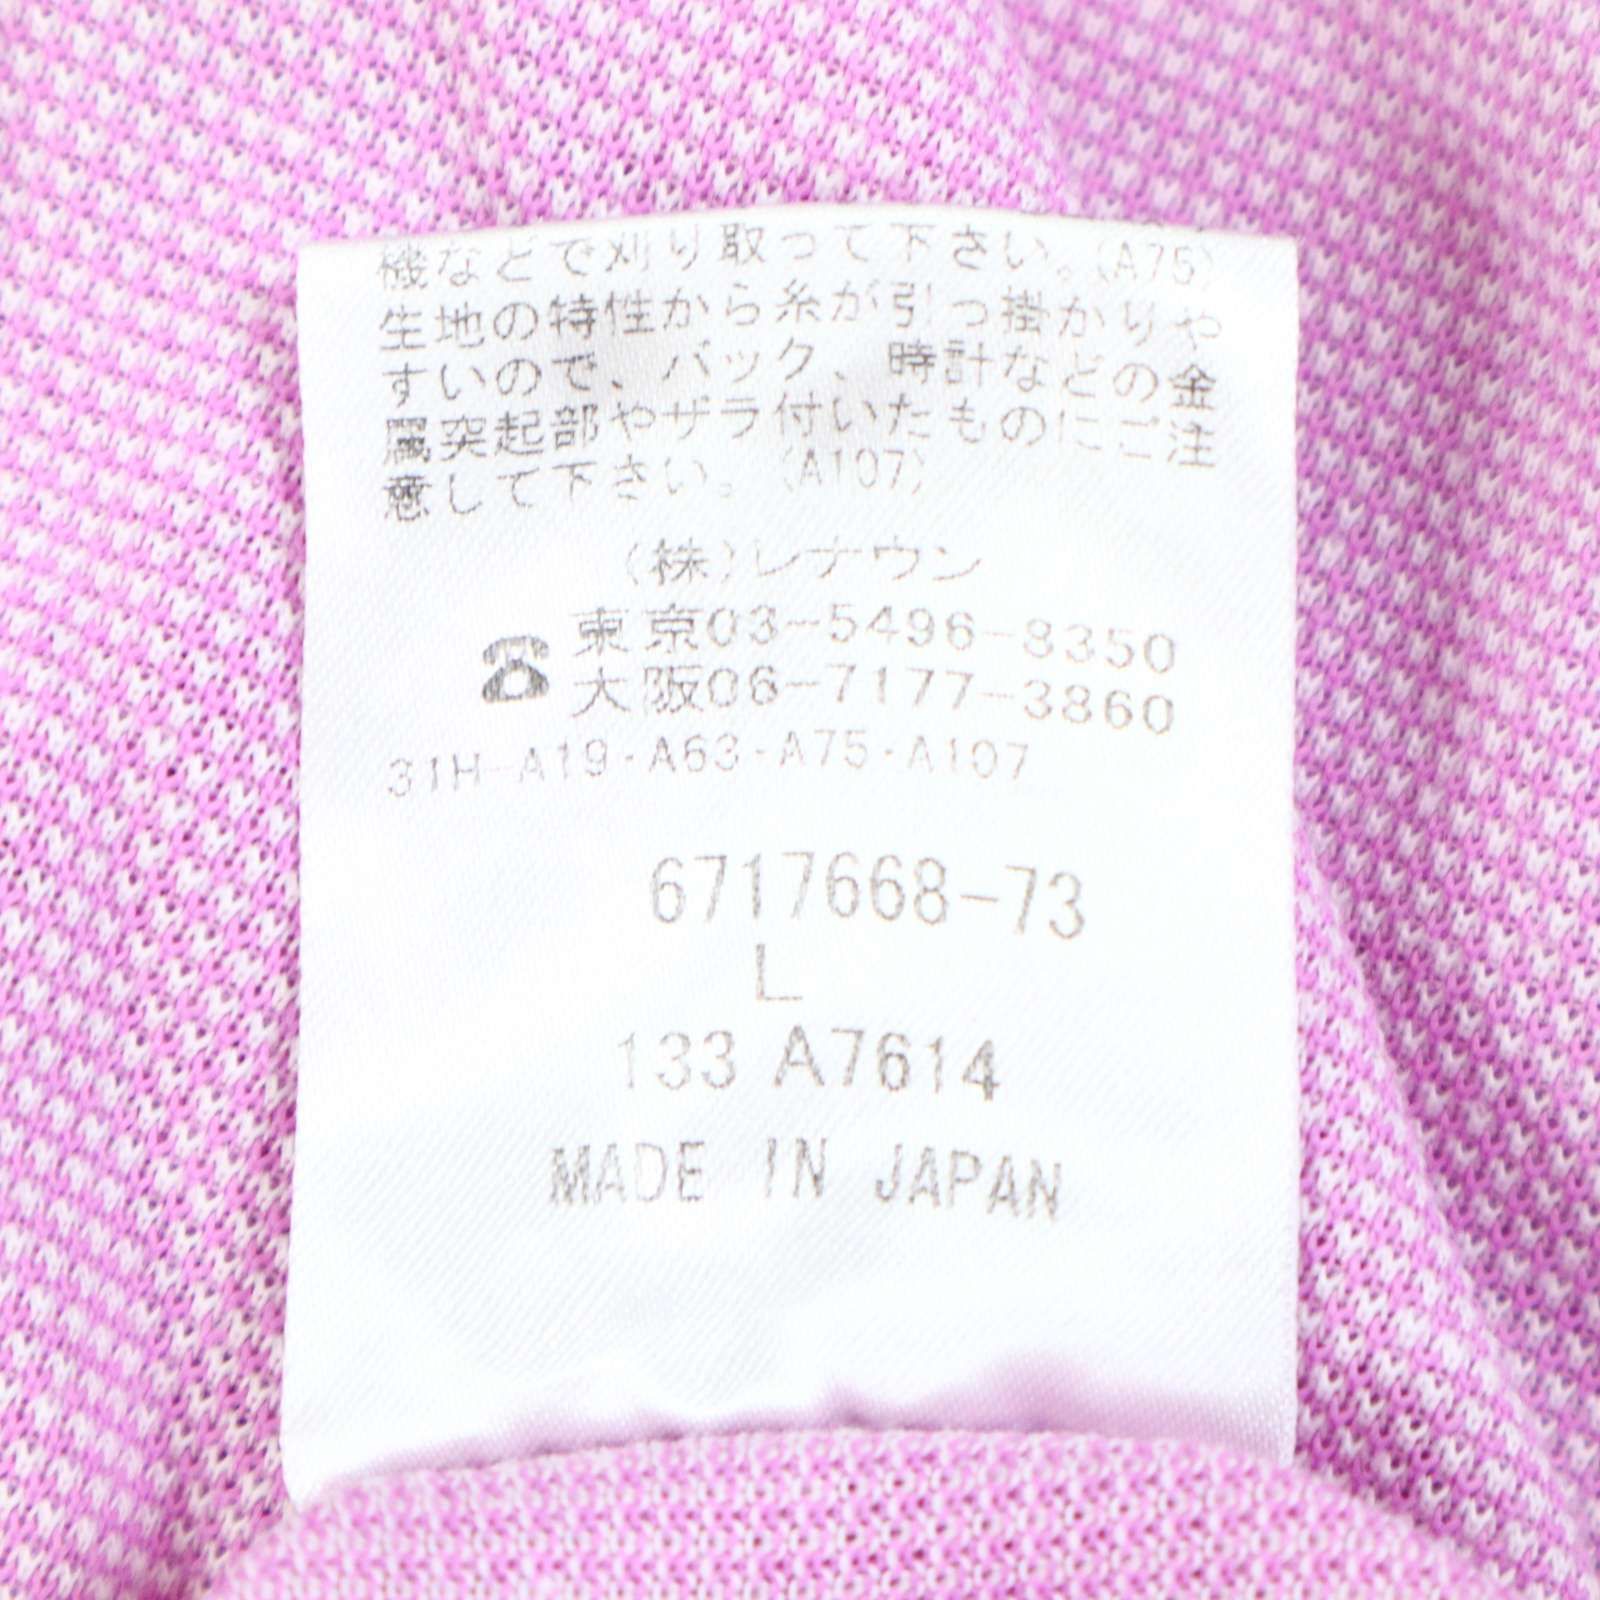 機などで刈り取って下さい。(A75)
生地の特性から糸が引っ掛かりや
すいので、バック、時計などの金
属突起部やザラ付いたものにご注
意して下さい。(A107)
(株)レナウン
☎ 東京03-5496-8350
大阪06-7177-3860
31H-A19・A63・A75・A107
6717668-73
L
133 A7614
MADE IN JAPAN